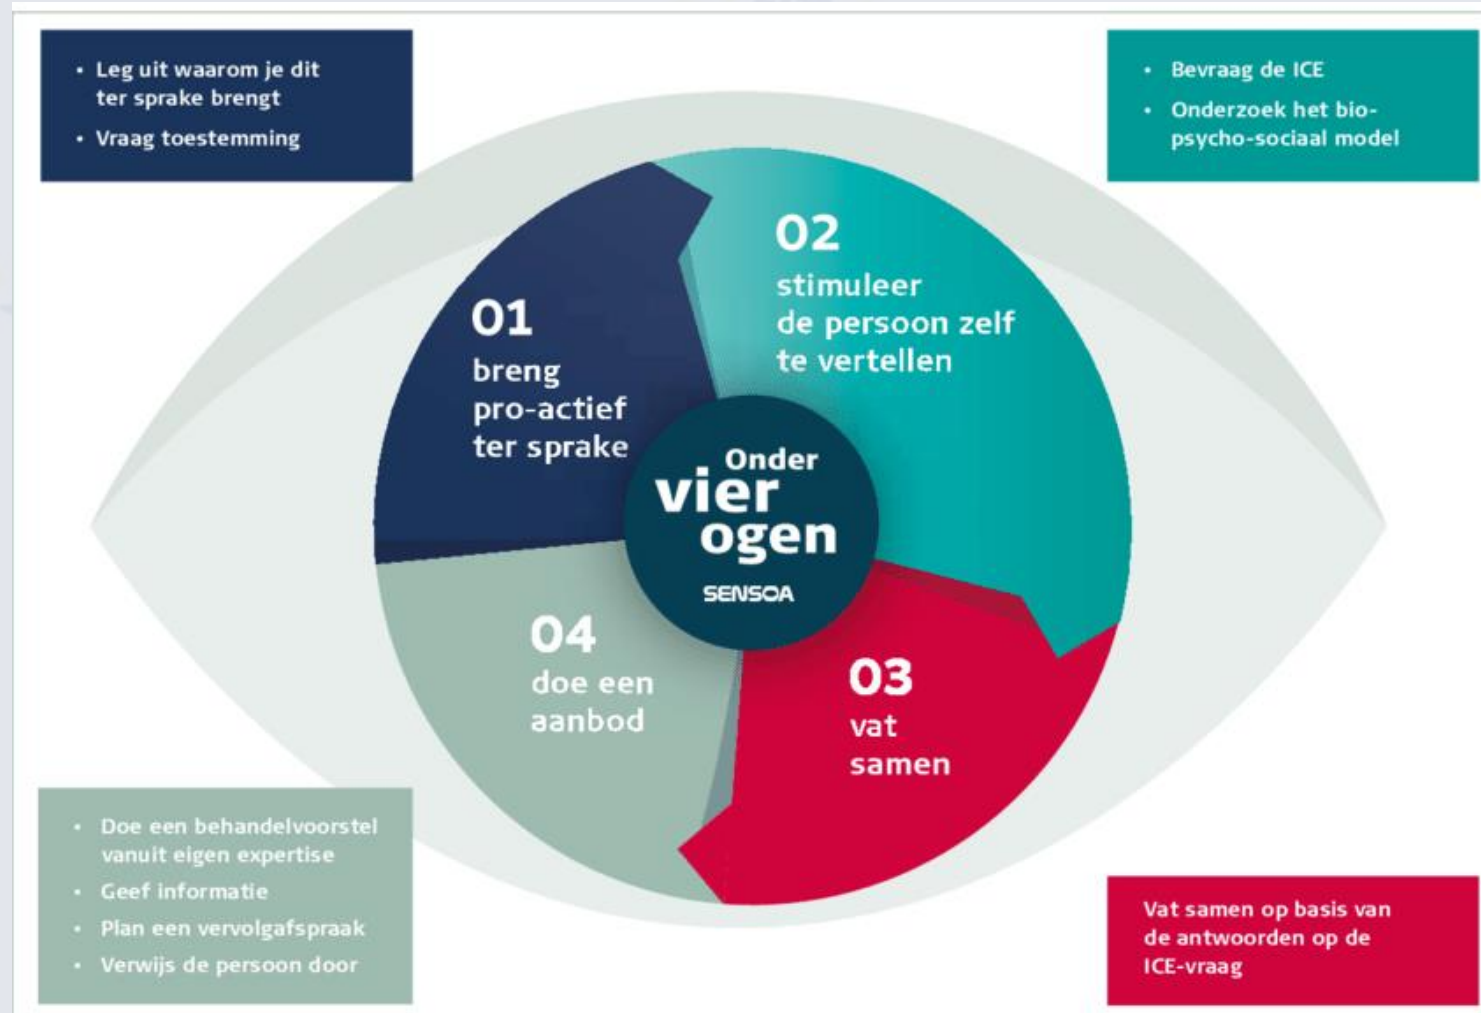 • Leg uit waarom je dit
ter sprake brengt
• Vraag toestemming
• Bevraag de ICE
• Onderzoek het bio-
psycho-sociaal model
01
breng
pro-actief
ter sprake
02
stimuleer
de persoon zelf
te vertellen
Onder
vier
ogen
SENSOA
03
vat
samen
04
doe een
aanbod
• Doe een behandelvoorstel
vanuit eigen expertise
• Geef informatie
• Plan een vervolgafspraak
• Verwijs de persoon door
Vat samen op basis van
de antwoorden op de
ICE-vraag